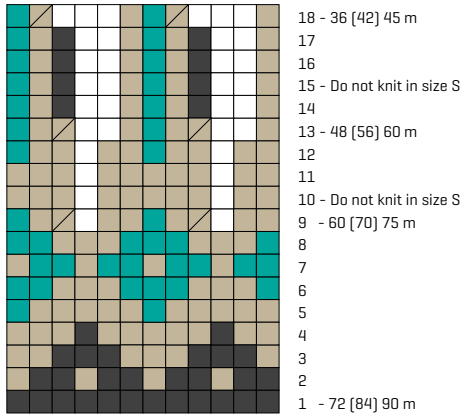 18 - 36 (42) 45 m
17
16
15 - Do not knit in size S
14
13 - 48 (56) 60 m
12
11
10 - Do not knit in size S
9 - 60 (70) 75 m
8
7
6
5
4
3
2
1 - 72 (84) 90 m